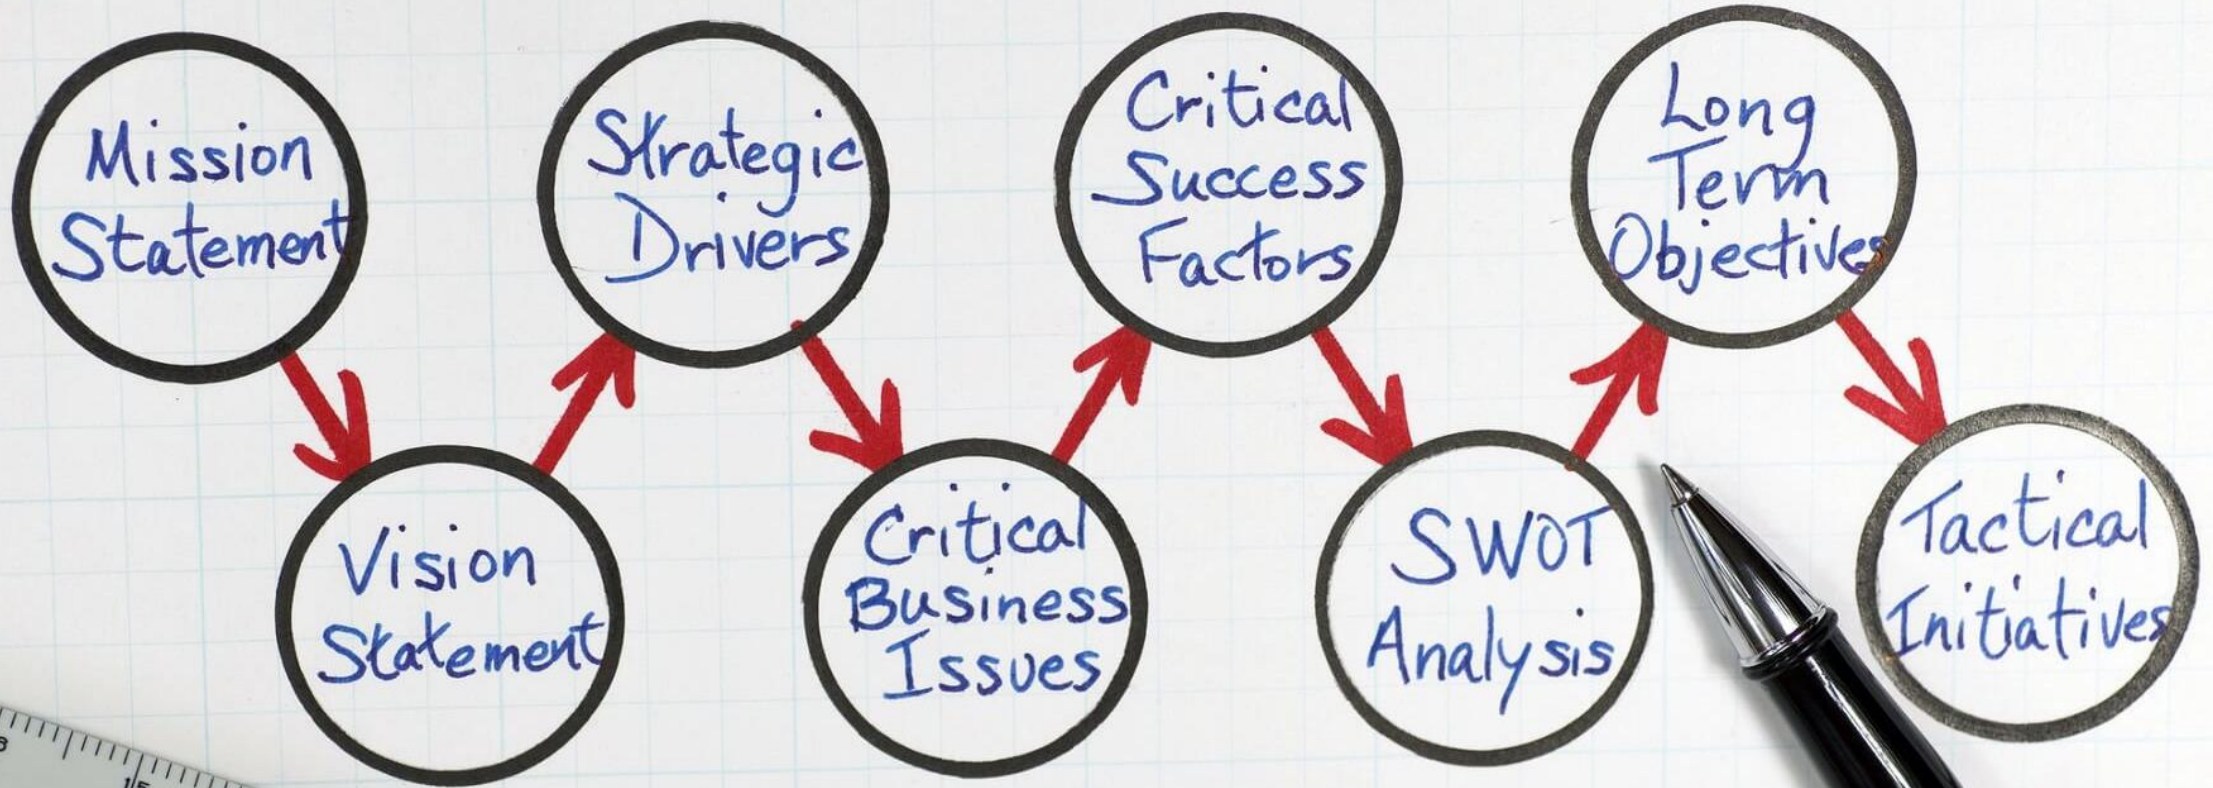 Mission
Statement
Vision
Statement
Strategic
Drivers
Critical
Business
Issues
Critical
Success
Factors
SWOT
Analysis
Long
Term
Objectives
Tactical
Initiatives